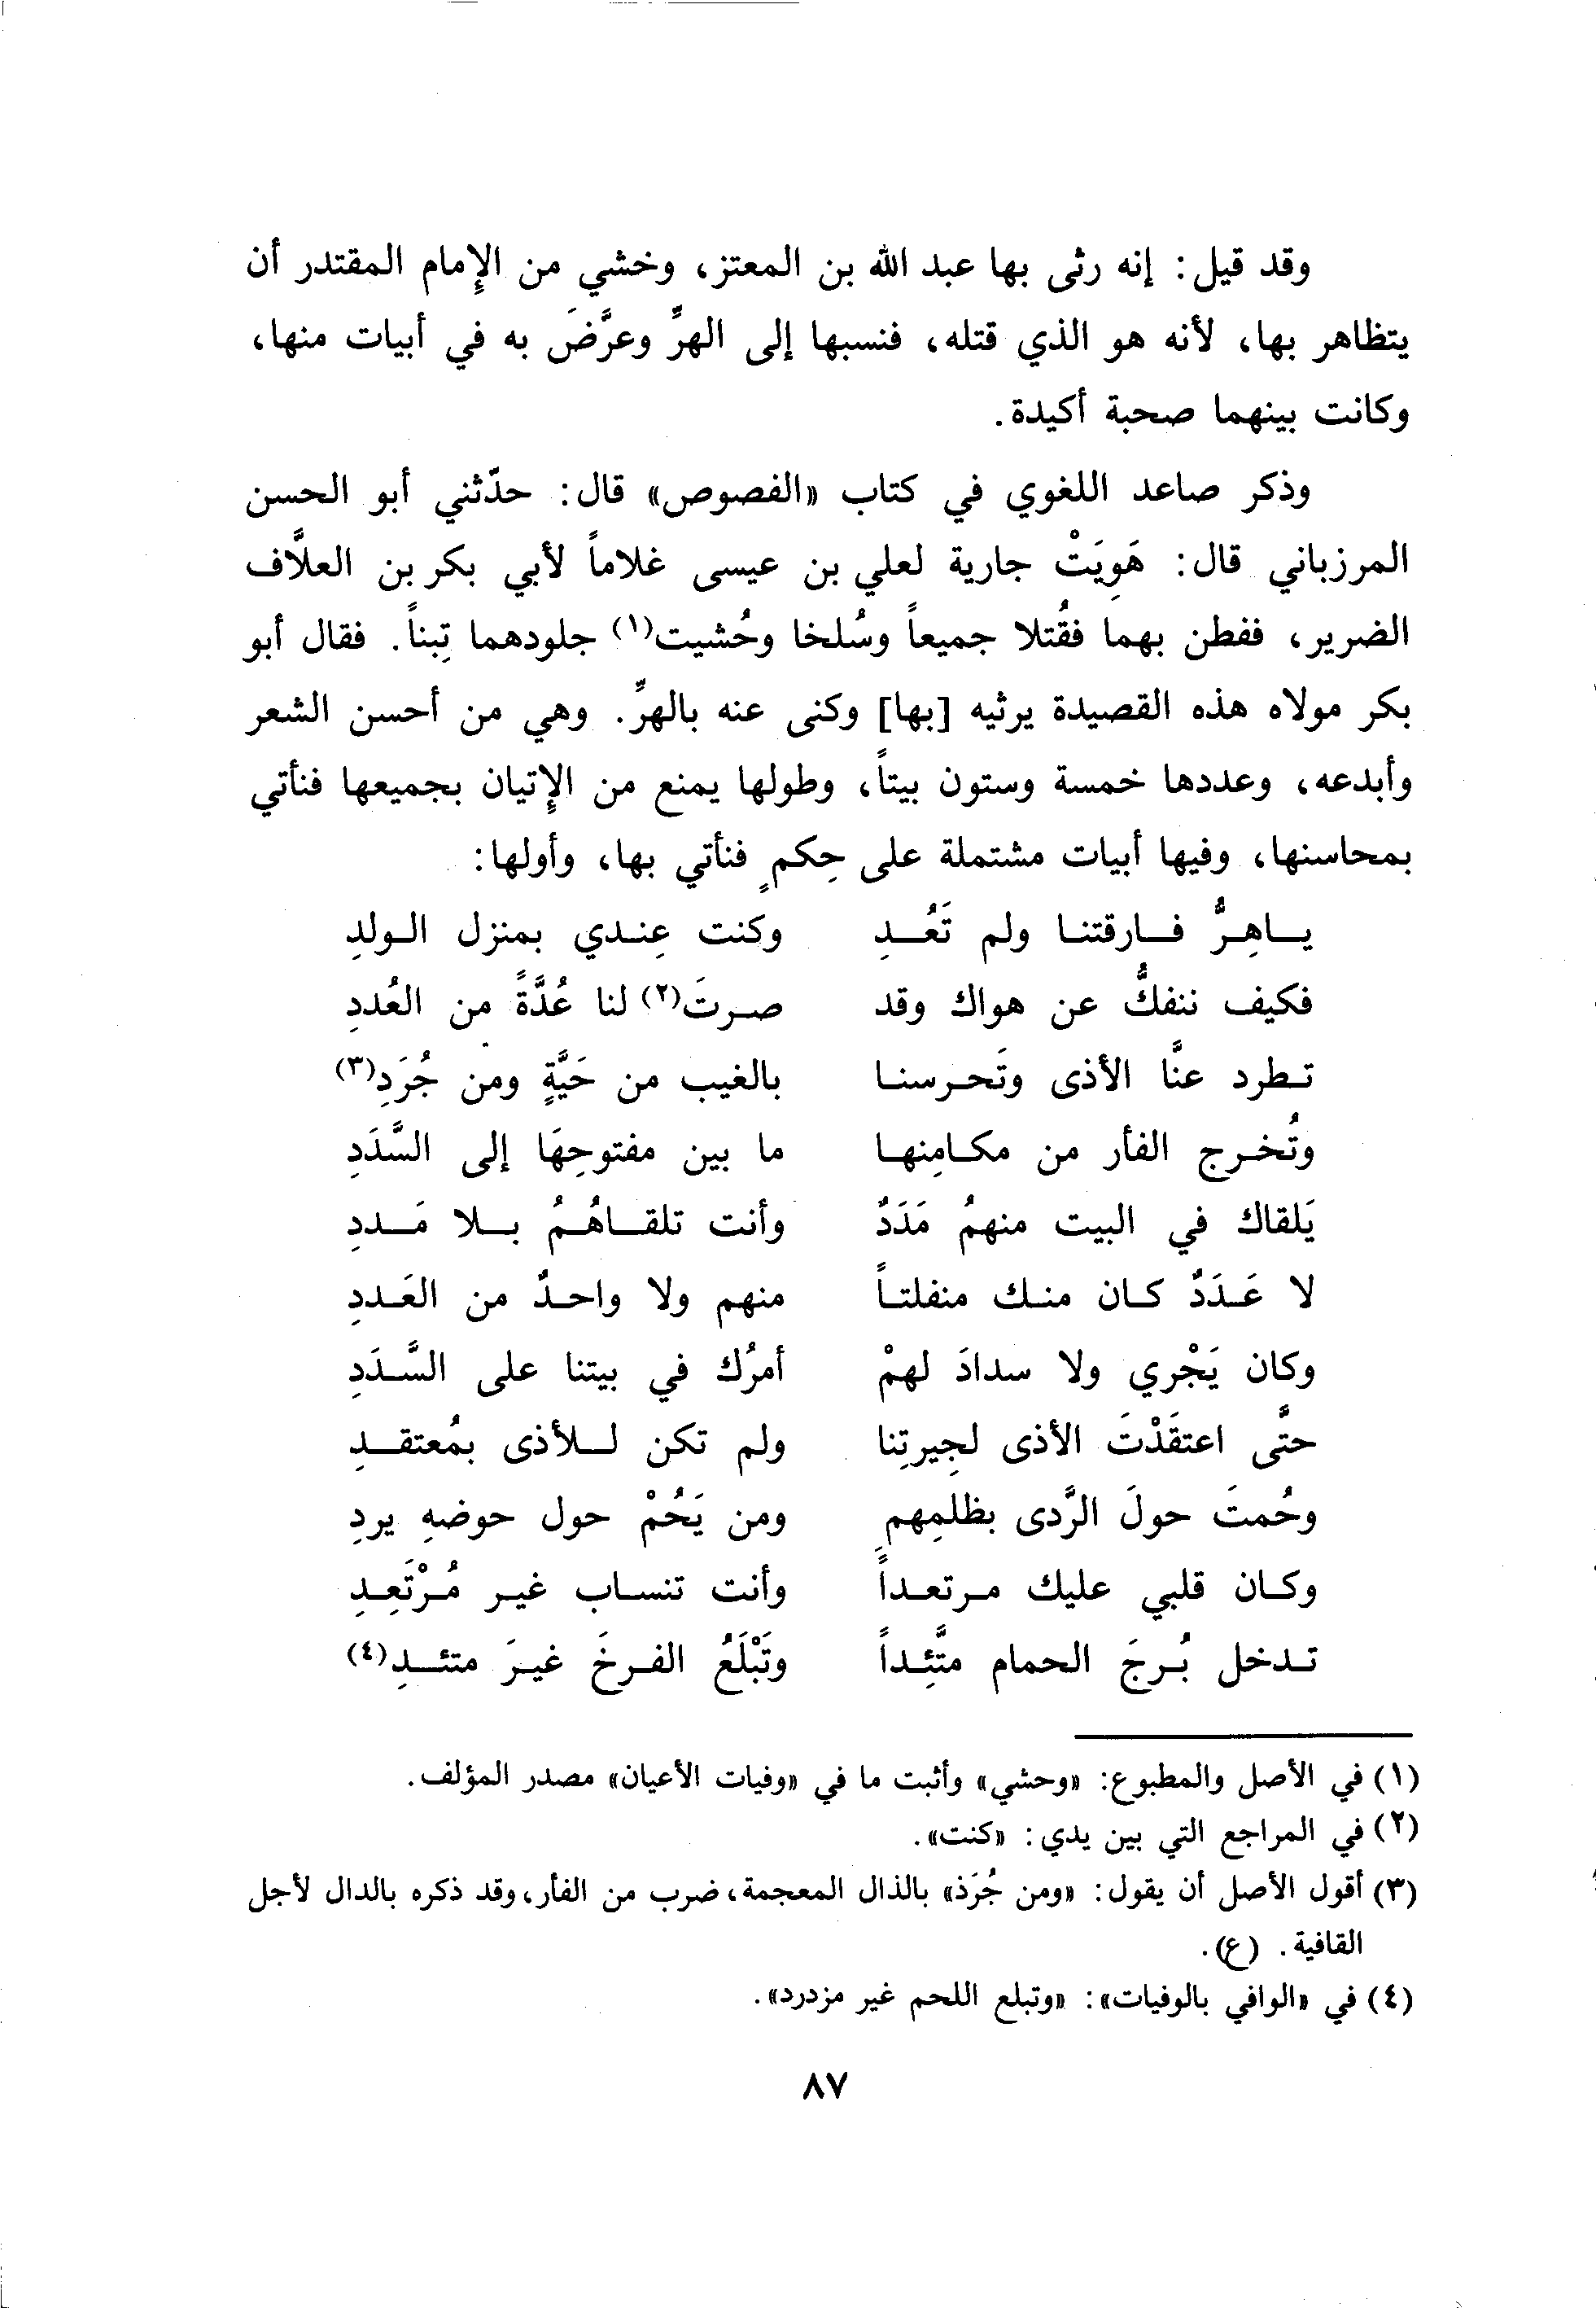 وقد قيل: إنه رثى بها عبد الله بن المعتز، وخشي من الإِمام المقتدر أن
يتظاهر بها، لأنه هو الذي قتله، فنسبها إلى الهرِّ وعرَّضَ به في أبيات منها،
وكانت بينهما صحبة أكيدة.
وذكر صاعد اللغوي في كتاب «الفصوص» قال: حدّثني أبو الحسن
المرزباني قال: هَوِيَتْ جارية لعلي بن عيسى غلاماً لأبي بكر بن العلاَّف
الضرير، ففطن بهما فقُتلا جميعاً وسُلخا وحُشيت(١) جلودهما تِبناً. فقال أبو
بكر مولاه هذه القصيدة يرثيه [بها] وكنى عنه بالهرِّ. وهي من أحسن الشعر
وأبدعه، وعددها خمسة وستون بيتاً، وطولها يمنع من الإِتيان بجميعها فنأتي
بمحاسنها، وفيها أبيات مشتملة على حِكمٍ فنأتي بها، وأولها:
يـاهِرُّ فـارقتنـا ولم تَعُـدِ وكنت عِنـدي بمنزل الـولدِ
فكيف ننفكُّ عن هواك وقد صـرتَ(٢) لنا عُدَّةً من العُددِ
تـطرد عنَّا الأذى وتَحـرسنـا بالغيب من حَيَّةٍ ومن جُرَدِ(٣)
وتُخـرج الفأر من مكـامِنهـا ما بين مفتوحِهَا إلى السَّدَدِ
يَلقاك في البيت منهمُ مَدَدٌ وأنت تلقـاهُـمُ بـلا مَـددِ
لا عَـدَدٌ كـان منـك منفلتـاً منهم ولا واحـدٌ من العَـددِ
وكان يَجْري ولا سدادَ لهمْ أمرُك في بيتنا على السَّـدَدِ
حتَّى اعتقَدْتَ الأذى لجِيرتِنا ولم تكن لـلأذى بمُعتقـدِ
وحُمتَ حولَ الرَّدى بظلمِهمِ ومن يَحُمْ حول حوضهِ يردِ
وكـان قلبي عليك مـرتعـداً وأنت تنسـاب غيـر مُـرْتَعِـدِ
تـدخل بُـرجَ الحمام متَّئِـداً وتَبْلَعُ الفـرخَ غيـرَ متئـدِ(٤)
(١) في الأصل والمطبوع: «وحشي» وأثبت ما في «وفيات الأعيان» مصدر المؤلف.
(٢) في المراجع التي بين يدي: «كنت».
(٣) أقول الأصل أن يقول: «ومن جُرَذ» بالذال المعجمة، ضرب من الفأر، وقد ذكره بالدال لأجل
القافية. (ع).
(٤) في «الوافي بالوفيات»: «وتبلع اللحم غير مزدرد».
٨٧